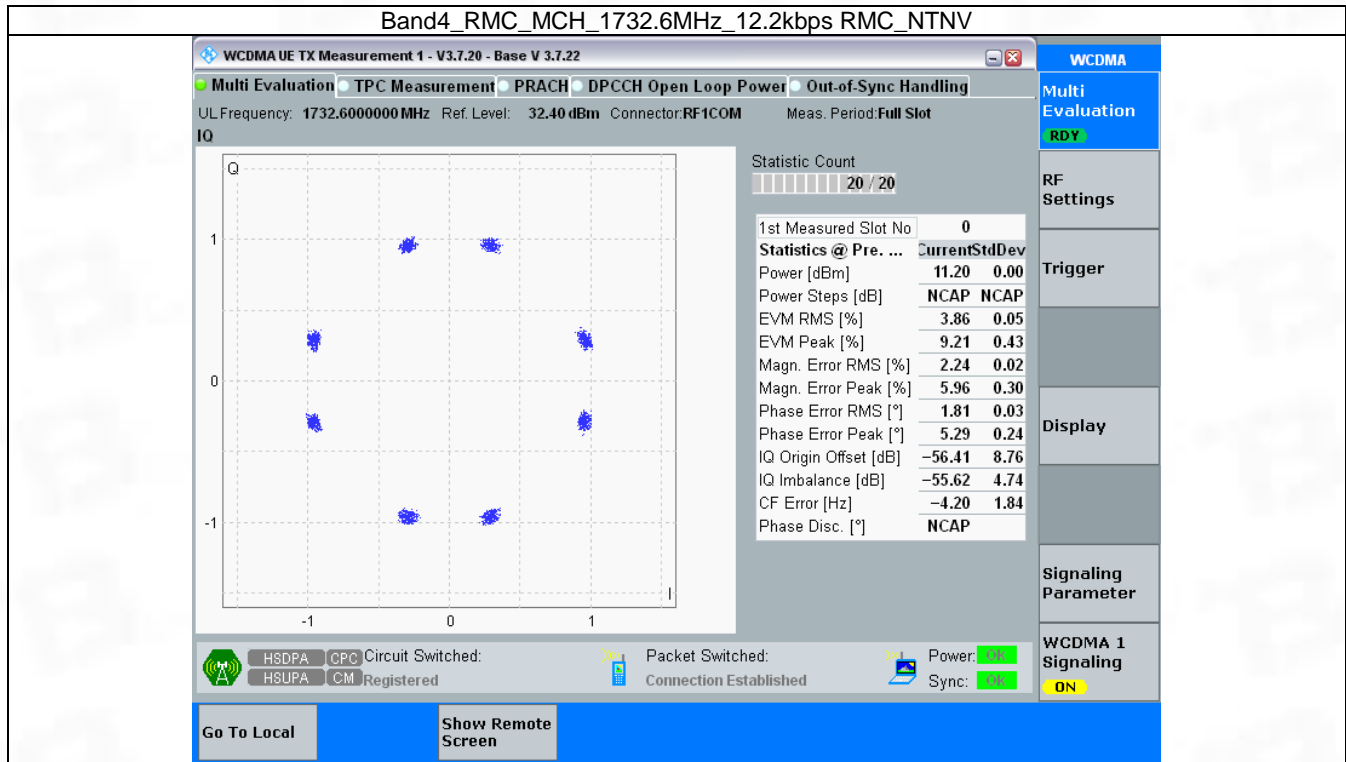 Band4_RMC_MCH_1732.6MHz_12.2kbps RMC_NTNV
WCDMA UE TX Measurement 1 - V3.7.20 - Base V 3.7.22
WCDMA
Multi Evaluation TPC Measurement PRACH DPCCH Open Loop Power Out-of-Sync Handling
Multi
Evaluation
RDY
UL Frequency: 1732.6000000 MHz Ref. Level: 32.40 dBm Connector:RF1COM Meas. Period:Full Slot
IQ
Q
1
0
-1
-1 0 1
I
Statistic Count
20 / 20
1st Measured Slot No 0
Statistics @ Pre. ... Current StdDev
Power [dBm] 11.20 0.00
Power Steps [dB] NCAP NCAP
EVM RMS [%] 3.86 0.05
EVM Peak [%] 9.21 0.43
Magn. Error RMS [%] 2.24 0.02
Magn. Error Peak [%] 5.96 0.30
Phase Error RMS [°] 1.81 0.03
Phase Error Peak [°] 5.29 0.24
IQ Origin Offset [dB] −56.41 8.76
IQ Imbalance [dB] −55.62 4.74
CF Error [Hz] −4.20 1.84
Phase Disc. [°] NCAP
RF
Settings
Trigger
Display
Signaling
Parameter
WCDMA 1
Signaling
ON
HSDPA CPC Circuit Switched: Packet Switched: Power: OK
HSUPA CM Registered Connection Established Sync: OK
Go To Local
Show Remote
Screen